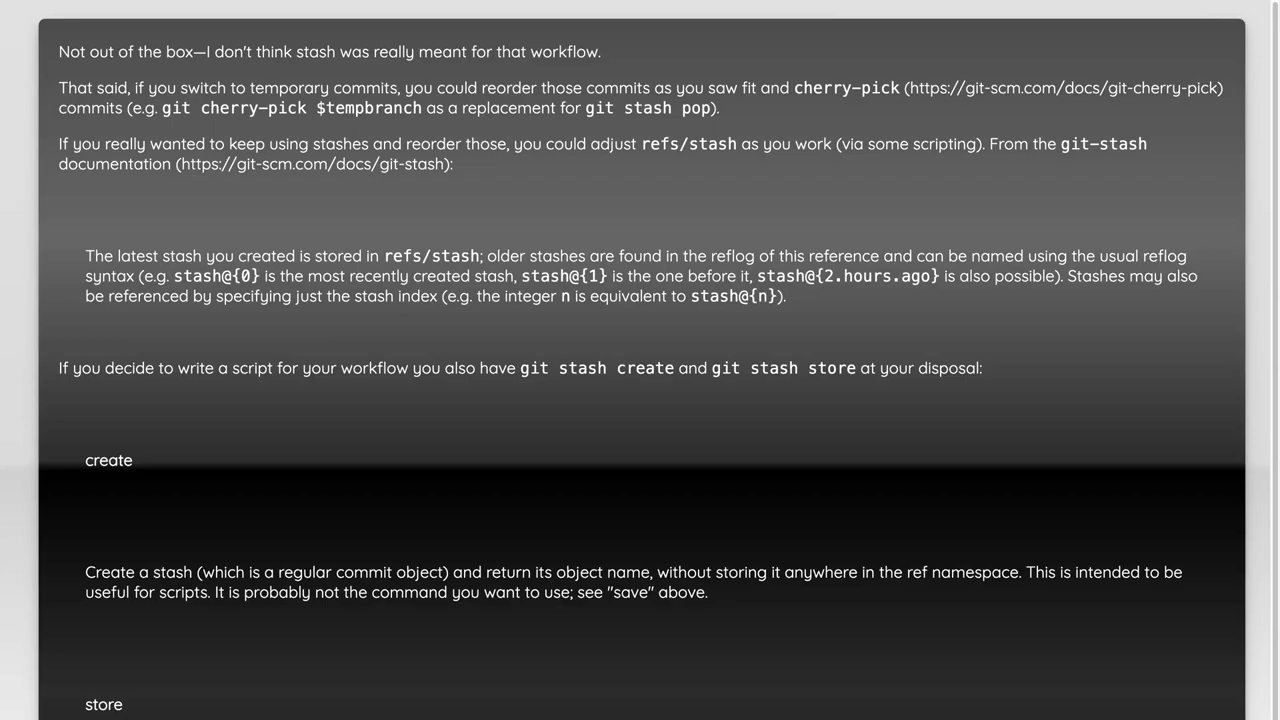 Not out of the box—I don't think stash was really meant for that workflow.
That said, if you switch to temporary commits, you could reorder those commits as you saw fit and cherry-pick (https://git-scm.com/docs/git-cherry-pick)
commits (e.g. git cherry-pick $tempbranch as a replacement for git stash pop).
If you really wanted to keep using stashes and reorder those, you could adjust refs/stash as you work (via some scripting). From the git-stash
documentation (https://git-scm.com/docs/git-stash):
The latest stash you created is stored in refs/stash; older stashes are found in the reflog of this reference and can be named using the usual reflog
syntax (e.g. stash@{0} is the most recently created stash, stash@{1} is the one before it, stash@{2.hours.ago} is also possible). Stashes may also
be referenced by specifying just the stash index (e.g. the integer n is equivalent to stash@{n}).
If you decide to write a script for your workflow you also have git stash create and git stash store at your disposal:
create
Create a stash (which is a regular commit object) and return its object name, without storing it anywhere in the ref namespace. This is intended to be
useful for scripts. It is probably not the command you want to use; see "save" above.
store